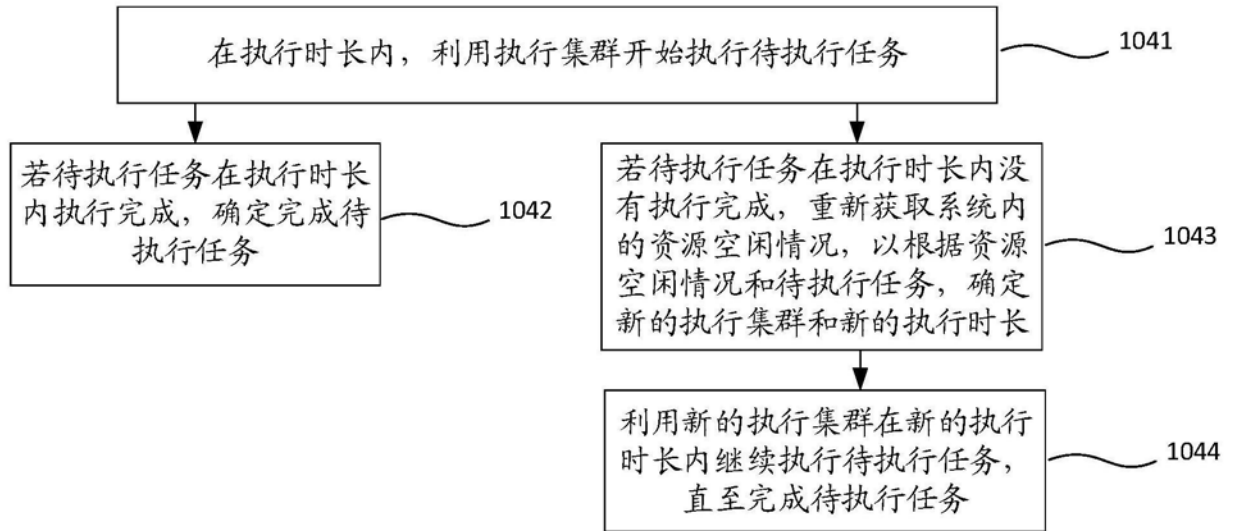 在执行时长内，利用执行集群开始执行待执行任务
1041
若待执行任务在执行时长
内执行完成，确定完成待
执行任务
1042
若待执行任务在执行时长内没
有执行完成，重新获取系统内
的资源空闲情况，以根据资源
空闲情况和待执行任务，确定
新的执行集群和新的执行时长
1043
利用新的执行集群在新的执行
时长内继续执行待执行任务，
直至完成待执行任务
1044